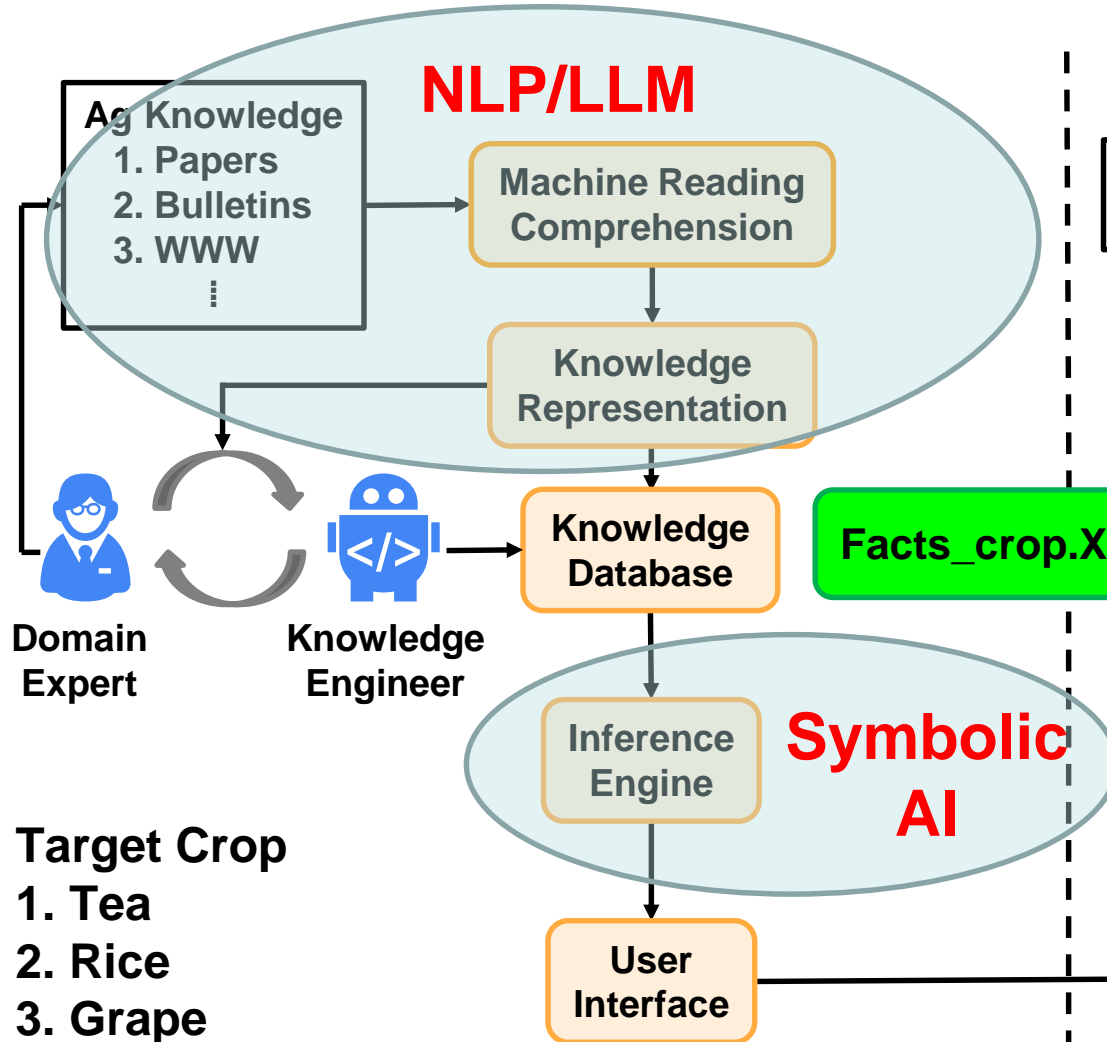 NLP/LLM
Ag Knowledge
1. Papers
2. Bulletins
3. WWW
Machine Reading
Comprehension
Knowledge
Representation
</>
Knowledge
Database
Facts_crop.X
Domain
Expert
Knowledge
Engineer
Inference
Engine
Symbolic
AI
Target Crop
1. Tea
2. Rice
3. Grape
User
Interface